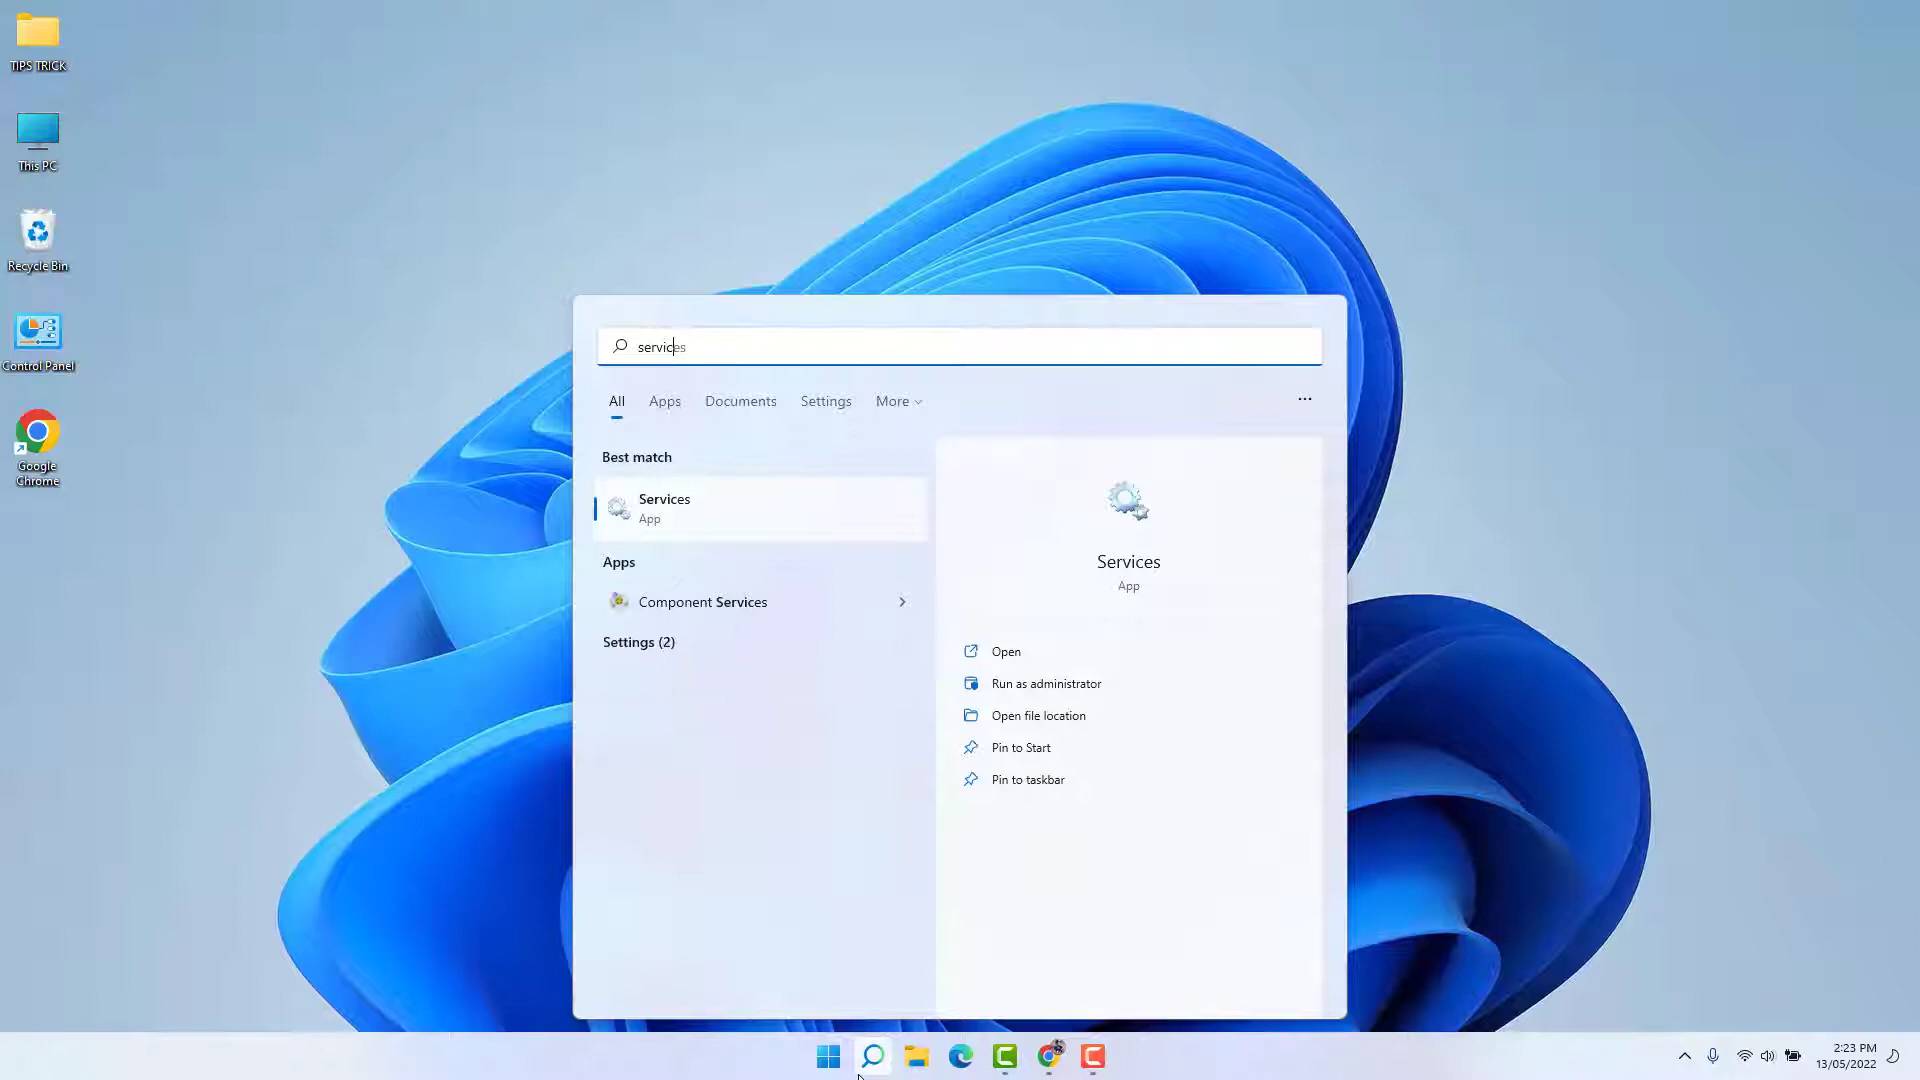 TIPS TRICK
This PC
Recycle Bin
Control Panel
Google
Chrome
services
All Apps Documents Settings More
Best match
Services
App
Apps
Component Services
Settings (2)
Services
App
Open
Run as administrator
Open file location
Pin to Start
Pin to taskbar
2:23 PM
13/05/2022